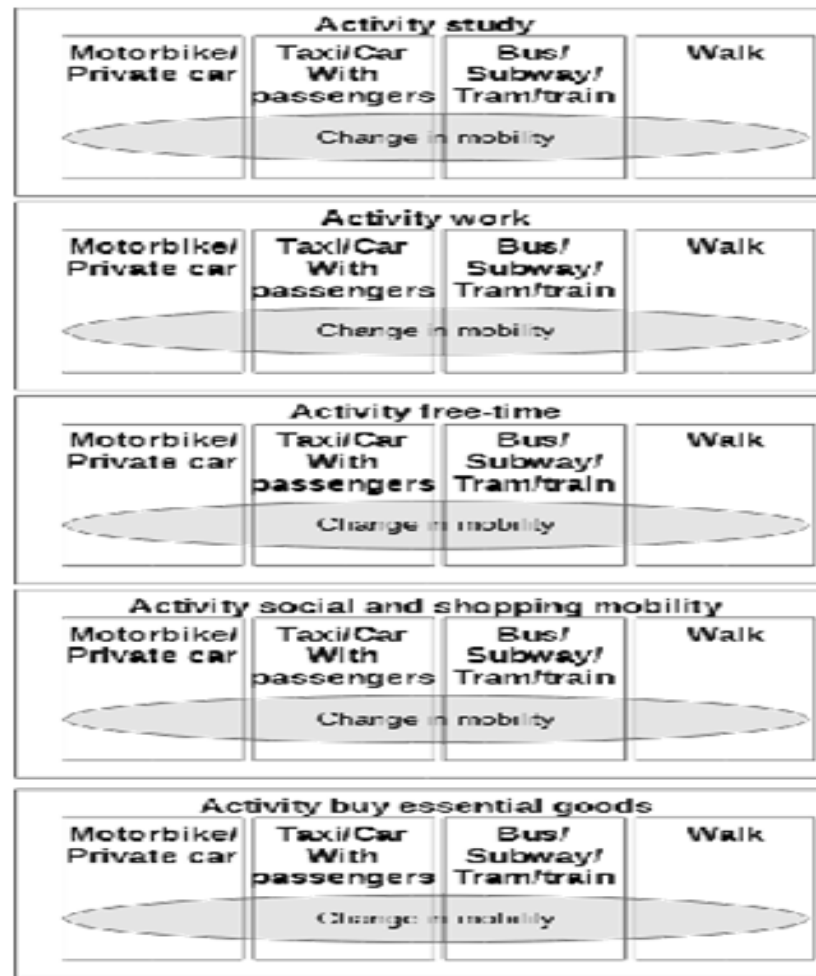 Activity study
Motorbike/
Private car
Taxi/Car
With
passengers
Bus/
Subway/
Tram/train
Walk
Change in mobility
Activity work
Motorbike/
Private car
Taxi/Car
With
passengers
Bus/
Subway/
Tram/train
Walk
Change in mobility
Activity free-time
Motorbike/
Private car
Taxi/Car
With
passengers
Bus/
Subway/
Tram/train
Walk
Change in mobility
Activity social and shopping mobility
Motorbike/
Private car
Taxi/Car
With
passengers
Bus/
Subway/
Tram/train
Walk
Change in mobility
Activity buy essential goods
Motorbike/
Private car
Taxi/Car
With
passengers
Bus/
Subway/
Tram/train
Walk
Change in mobility